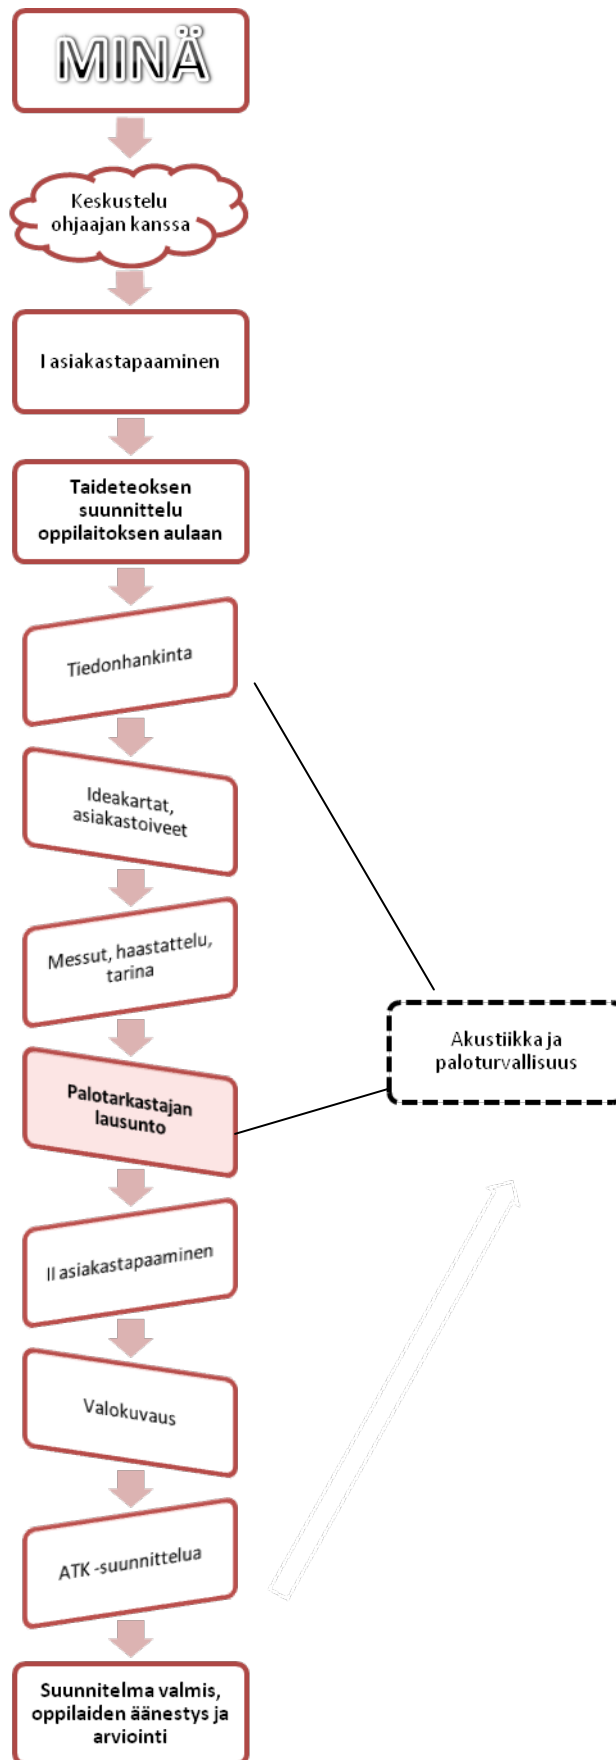 MINÄ
Keskustelu
ohjaajan kanssa
I asiakastapaaminen
Taideteoksen
suunnittelu
oppilaitoksen aulaan
Tiedonhankinta
Ideakartat,
asiakastoiveet
Messut, haastattelu,
tarina
Akustiikka ja
paloturvallisuus
Palotarkastajan
lausunto
II asiakastapaaminen
Valokuvaus
ATK -suunnittelua
Suunnitelma valmis,
oppilaiden äänestys ja
arviointi